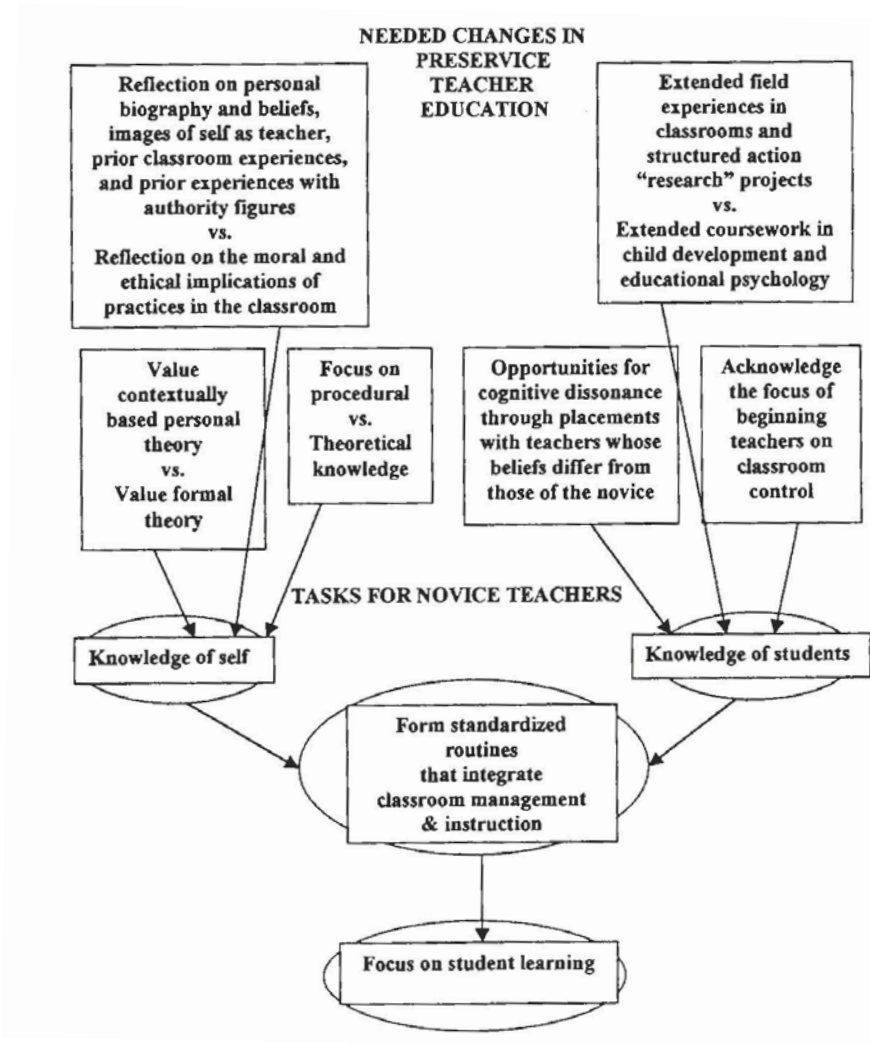 NEEDED CHANGES IN
PRESERVICE
TEACHER
EDUCATION
Reflection on personal
biography and beliefs,
images of self as teacher,
prior classroom experiences,
and prior experiences with
authority figures
vs.
Reflection on the moral and
ethical implications of
practices in the classroom
Extended field
experiences in
classrooms and
structured action
“research” projects
vs.
Extended coursework in
child development and
educational psychology
Value
contextually
based personal
theory
vs.
Value formal
theory
Focus on
procedural
vs.
Theoretical
knowledge
Opportunities for
cognitive dissonance
through placements
with teachers whose
beliefs differ from
those of the novice
Acknowledge
the focus of
beginning
teachers on
classroom
control
TASKS FOR NOVICE TEACHERS
Knowledge of self
Knowledge of students
Form standardized
routines
that integrate
classroom management
& instruction
Focus on student learning